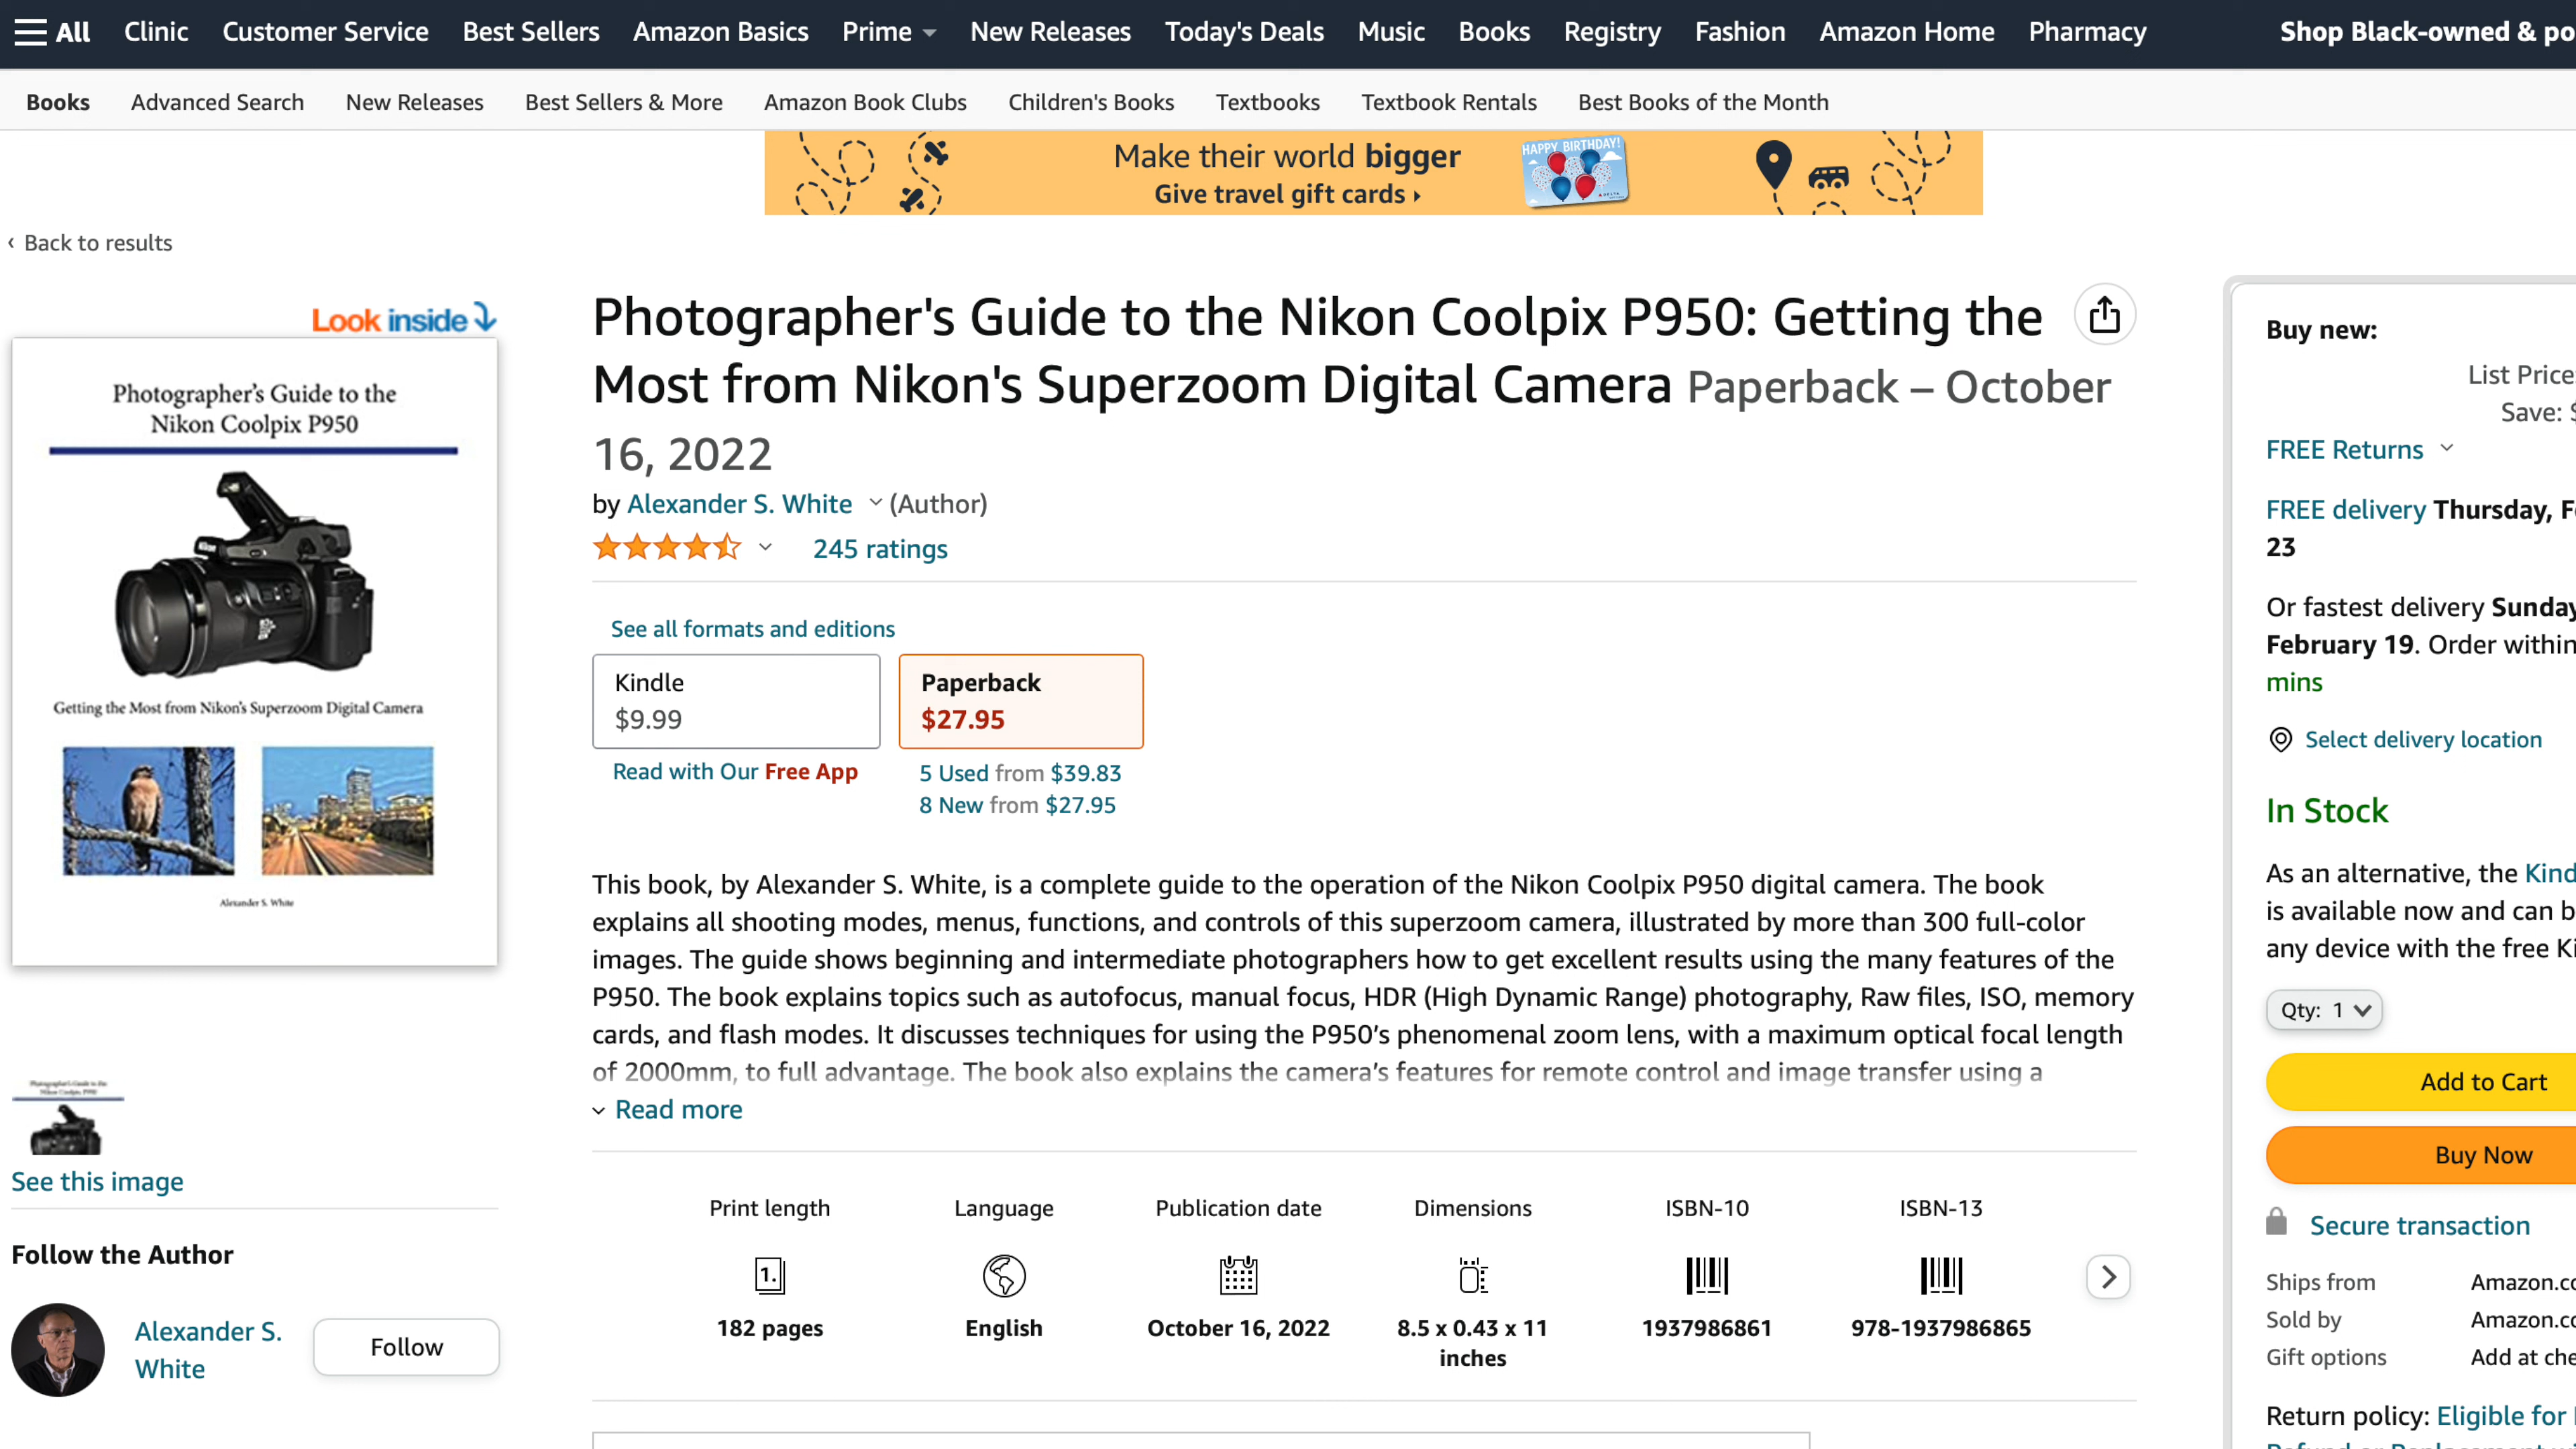 All Clinic Customer Service Best Sellers Amazon Basics Prime New Releases Today's Deals Music Books Registry Fashion Amazon Home Pharmacy Shop Black-owned &
Books Advanced Search New Releases Best Sellers & More Amazon Book Clubs Children's Books Textbooks Textbook Rentals Best Books of the Month
Make their world bigger
Give travel gift cards ›
HAPPY BIRTHDAY!
‹ Back to results
Look inside
Photographer's Guide to the
Nikon Coolpix P950
Nikon
Getting the Most from Nikon's Superzoom Digital Camera
Alexander S. White
Photographer's Guide to the
Nikon Coolpix P950
See this image
Follow the Author
Alexander S.
White
Follow
Photographer's Guide to the Nikon Coolpix P950: Getting the
Most from Nikon's Superzoom Digital Camera Paperback – October
16, 2022
by Alexander S. White (Author)
245 ratings
See all formats and editions
Kindle
$9.99
Read with Our Free App
Paperback
$27.95
5 Used from $39.83
8 New from $27.95
This book, by Alexander S. White, is a complete guide to the operation of the Nikon Coolpix P950 digital camera. The book
explains all shooting modes, menus, functions, and controls of this superzoom camera, illustrated by more than 300 full-color
images. The guide shows beginning and intermediate photographers how to get excellent results using the many features of the
P950. The book explains topics such as autofocus, manual focus, HDR (High Dynamic Range) photography, Raw files, ISO, memory
cards, and flash modes. It discusses techniques for using the P950’s phenomenal zoom lens, with a maximum optical focal length
of 2000mm, to full advantage. The book also explains the camera’s features for remote control and image transfer using a
Read more
Print length
1.
182 pages
Language
English
Publication date
October 16, 2022
Dimensions
8.5 x 0.43 x 11
inches
ISBN-10
1937986861
ISBN-13
978-1937986865
Buy new:
List Price
Save:
FREE Returns
FREE delivery Thursday,
23
Or fastest delivery Sunday
February 19. Order within
mins
Select delivery location
In Stock
As an alternative, the
is available now and can
any device with the free
Qty: 1
Add to Cart
Buy Now
Secure transaction
Ships from Amazon.co
Sold by Amazon.co
Gift options Add at
Return policy: Eligible for